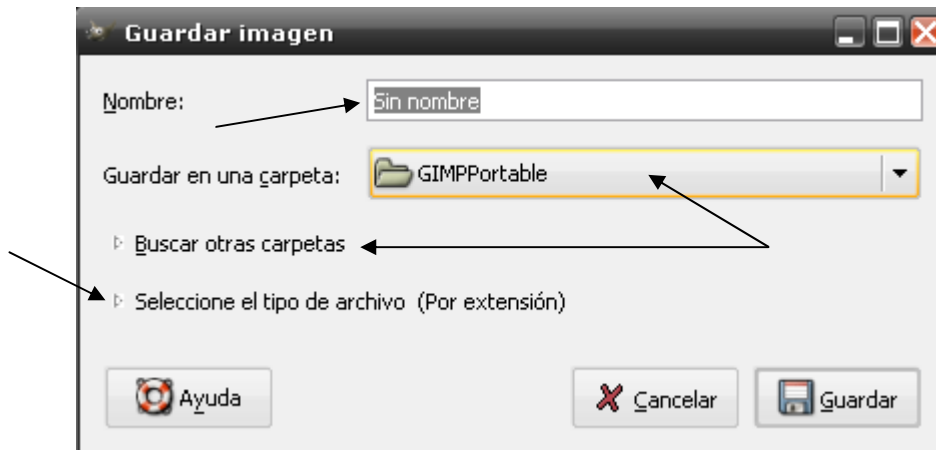 Guardar imagen
Nombre: Sin nombre
Guardar en una carpeta: GIMPPortable
Buscar otras carpetas
Seleccione el tipo de archivo (Por extensión)
Ayuda Cancelar Guardar